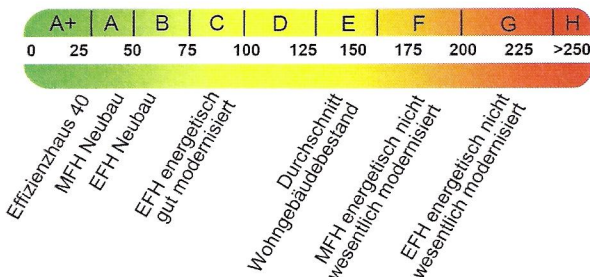 A+ A B C D E F G H
0 25 50 75 100 125 150 175 200 225 >250
Effizienzhaus 40
MFH Neubau
EFH Neubau
EFH energetisch
gut modernisiert
Durchschnitt
Wohngebäudebestand
MFH energetisch nicht
wesentlich modernisiert
EFH energetisch nicht
wesentlich modernisiert